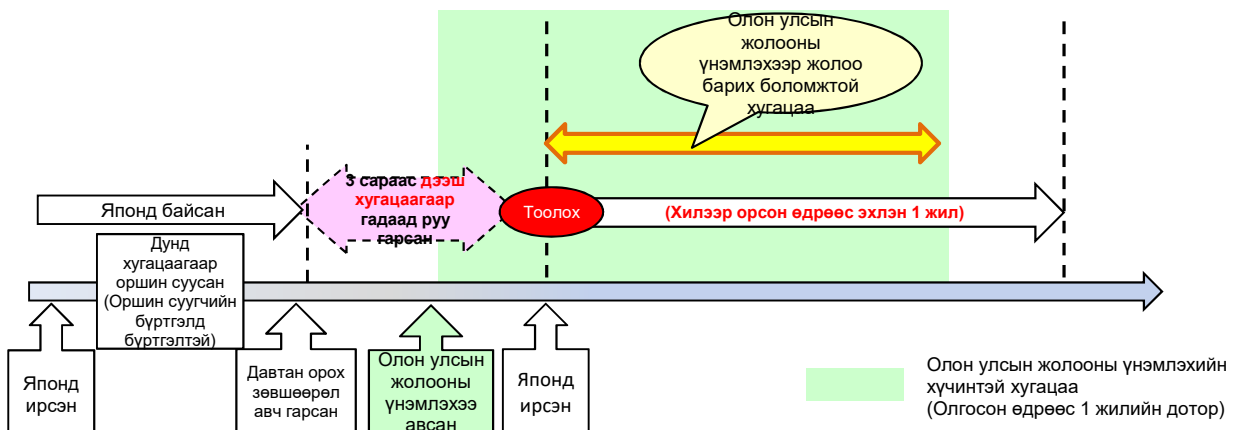 Олон улсын
жолооны
үнэмлэхээр жолоо
барих боломжтой
хугацаа
Японд байсан
3 сараас дээш
хугацаагаар
гадаад руу
гарсан
Тоолох
(Хилээр орсон өдрөөс эхлэн 1 жил)
Дунд
хугацаагаар
оршин суусан
(Оршин суугчийн
бүртгэлд
бүртгэлтэй)
Японд
ирсэн
Давтан орох
зөвшөөрөл
авч гарсан
Олон улсын
жолооны
үнэмлэхээ
авсан
Японд
ирсэн
Олон улсын жолооны үнэмлэхийн
хүчинтэй хугацаа
(Олгосон өдрөөс 1 жилийн дотор)